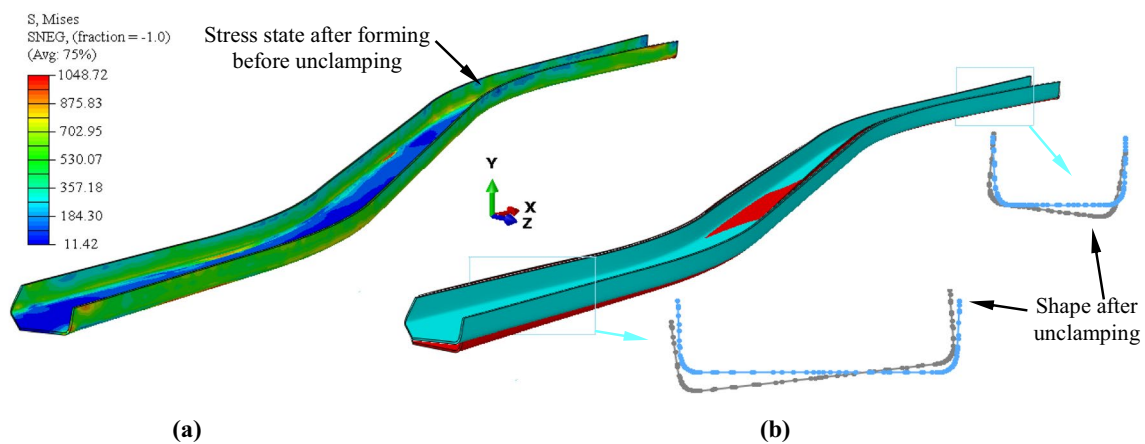 S, Mises
SNEG, (fraction = -1.0)
(Avg: 75%)
1048.72
875.83
702.95
530.07
357.18
184.30
11.42
Stress state after forming
before unclamping
Y
X
Z
Shape after
unclamping
(a)
(b)